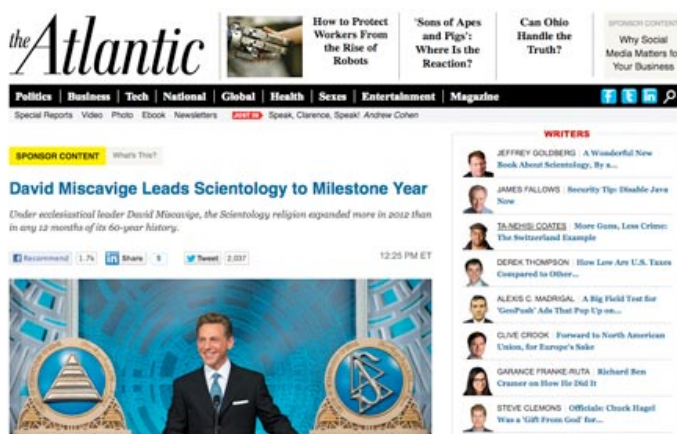 the Atlantic
How to Protect
Workers From
the Rise of
Robots
'Sons of Apes
and Pigs':
Where Is the
Reaction?
Can Ohio
Handle the
Truth?
SPONSOR CONTENT
Why Social
Media Matters fo
Your Business
Politics | Business | Tech | National | Global | Health | Sexes | Entertainment | Magazine
Special Reports Video Photo Ebook Newsletters JUST IN Speak, Clarence, Speak! Andrew Cohen
SPONSOR CONTENT What's This?
David Miscavige Leads Scientology to Milestone Year
Under ecclesiastical leader David Miscavige, the Scientology religion expanded more in 2012 than
in any 12 months of its 60-year history.
Recommend 1.7k Share 5 Tweet 2,037 12:25 PM ET
WRITERS
JEFFREY GOLDBERG | A Wonderful New
Book About Scientology, By a...
JAMES FALLOWS | Security Tip: Disable Java
Now
TA-NEHISI COATES | More Guns, Less Crime:
The Switzerland Example
DEREK THOMPSON | How Low Are U.S. Taxes
Compared to Other...
ALEXIS C. MADRIGAL | A Big Field Test for
'GeoPush' Ads That Pop Up on...
CLIVE CROOK | Forward to North American
Union, for Europe's Sake
GARANCE FRANKE-RUTA | Richard Ben
Cramer on How He Did It
STEVE CLEMONS | Officials: Chuck Hagel
Was a 'Gift From God' for...